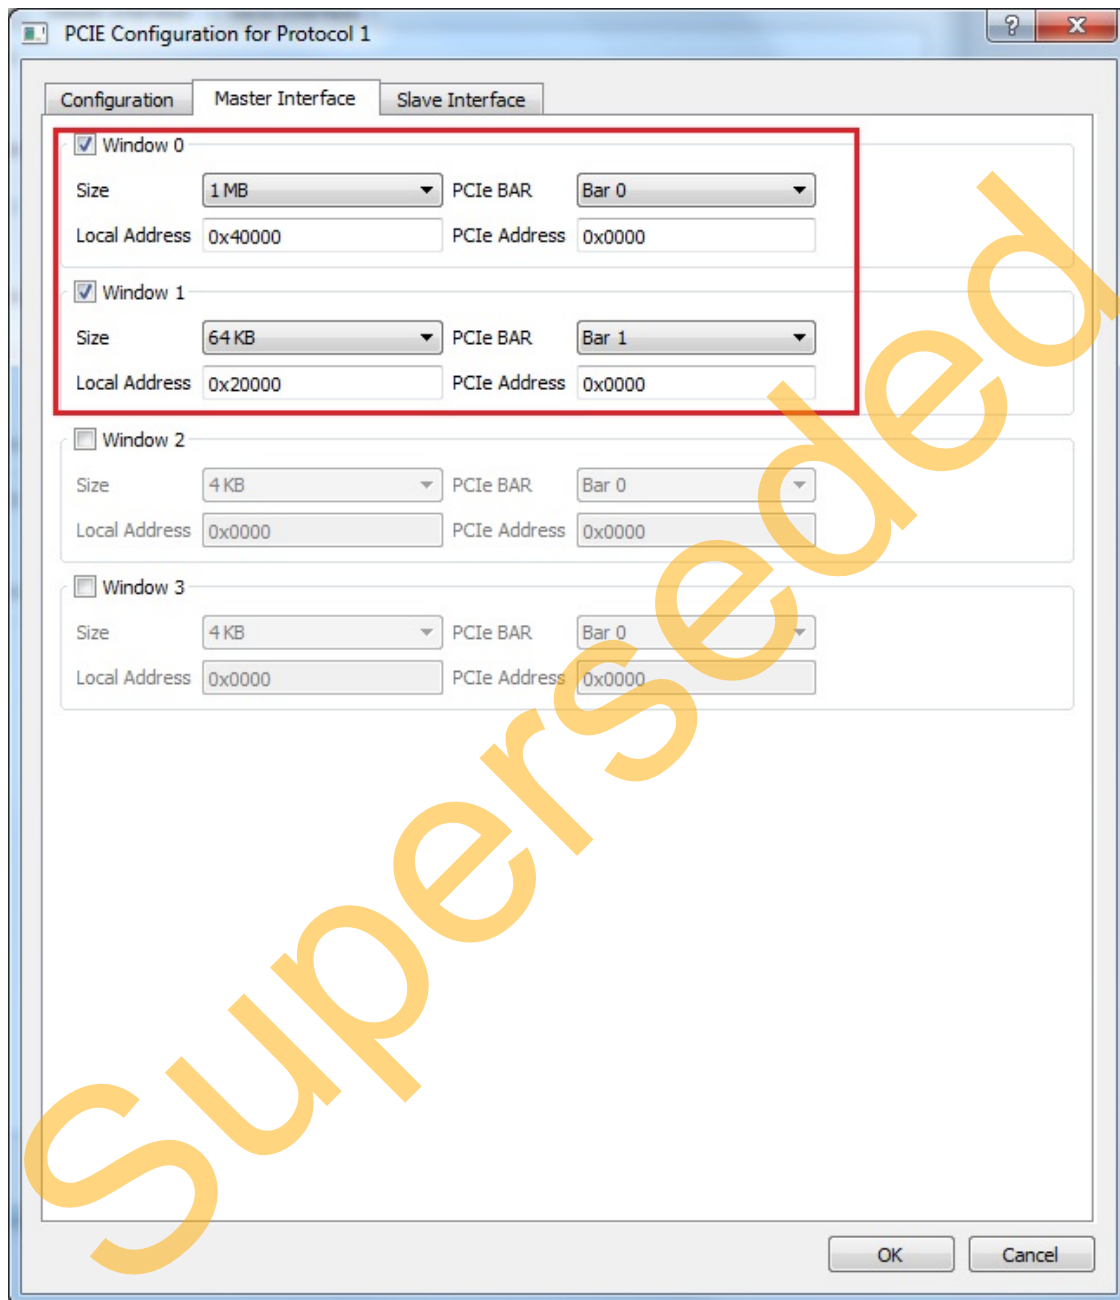 PCIE Configuration for Protocol 1
Configuration Master Interface Slave Interface
Window 0
Size 1 MB PCIe BAR Bar 0
Local Address 0x40000 PCIe Address 0x0000
Window 1
Size 64 KB PCIe BAR Bar 1
Local Address 0x20000 PCIe Address 0x0000
Window 2
Size 4 KB PCIe BAR Bar 0
Local Address 0x0000 PCIe Address 0x0000
Window 3
Size 4 KB PCIe BAR Bar 0
Local Address 0x0000 PCIe Address 0x0000
Superseded
OK Cancel